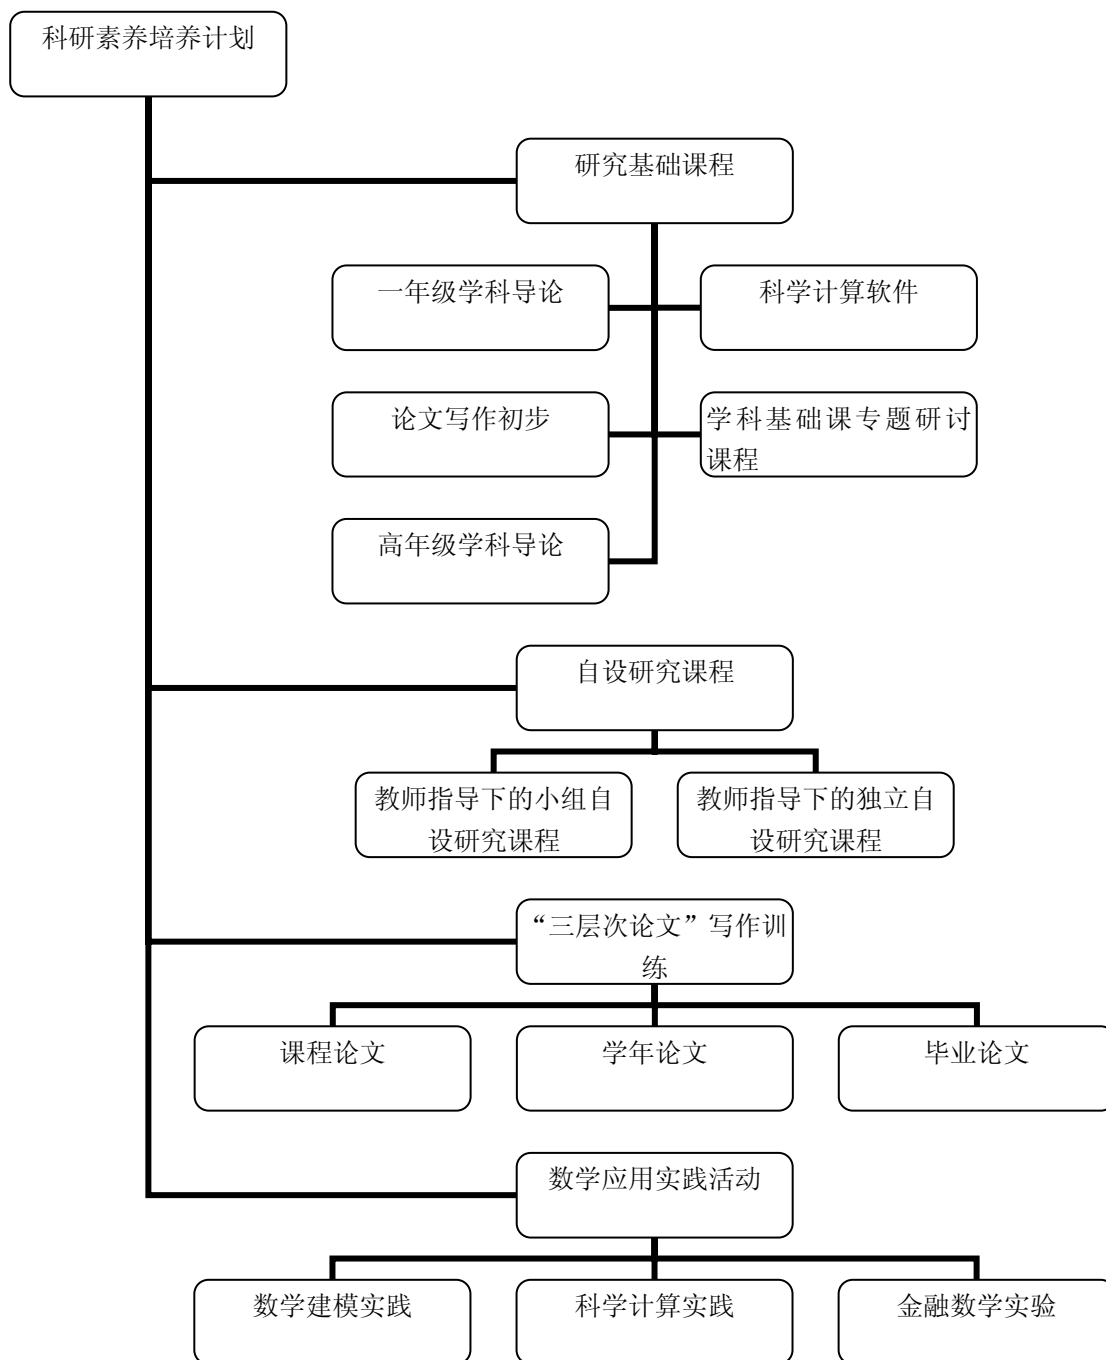 科研素养培养计划
研究基础课程
一年级学科导论
科学计算软件
论文写作初步
学科基础课专题研讨
课程
高年级学科导论
自设研究课程
教师指导下的小组自
设研究课程
教师指导下的独立自
设研究课程
“三层次论文”写作训
练
课程论文
学年论文
毕业论文
数学应用实践活动
数学建模实践
科学计算实践
金融数学实验